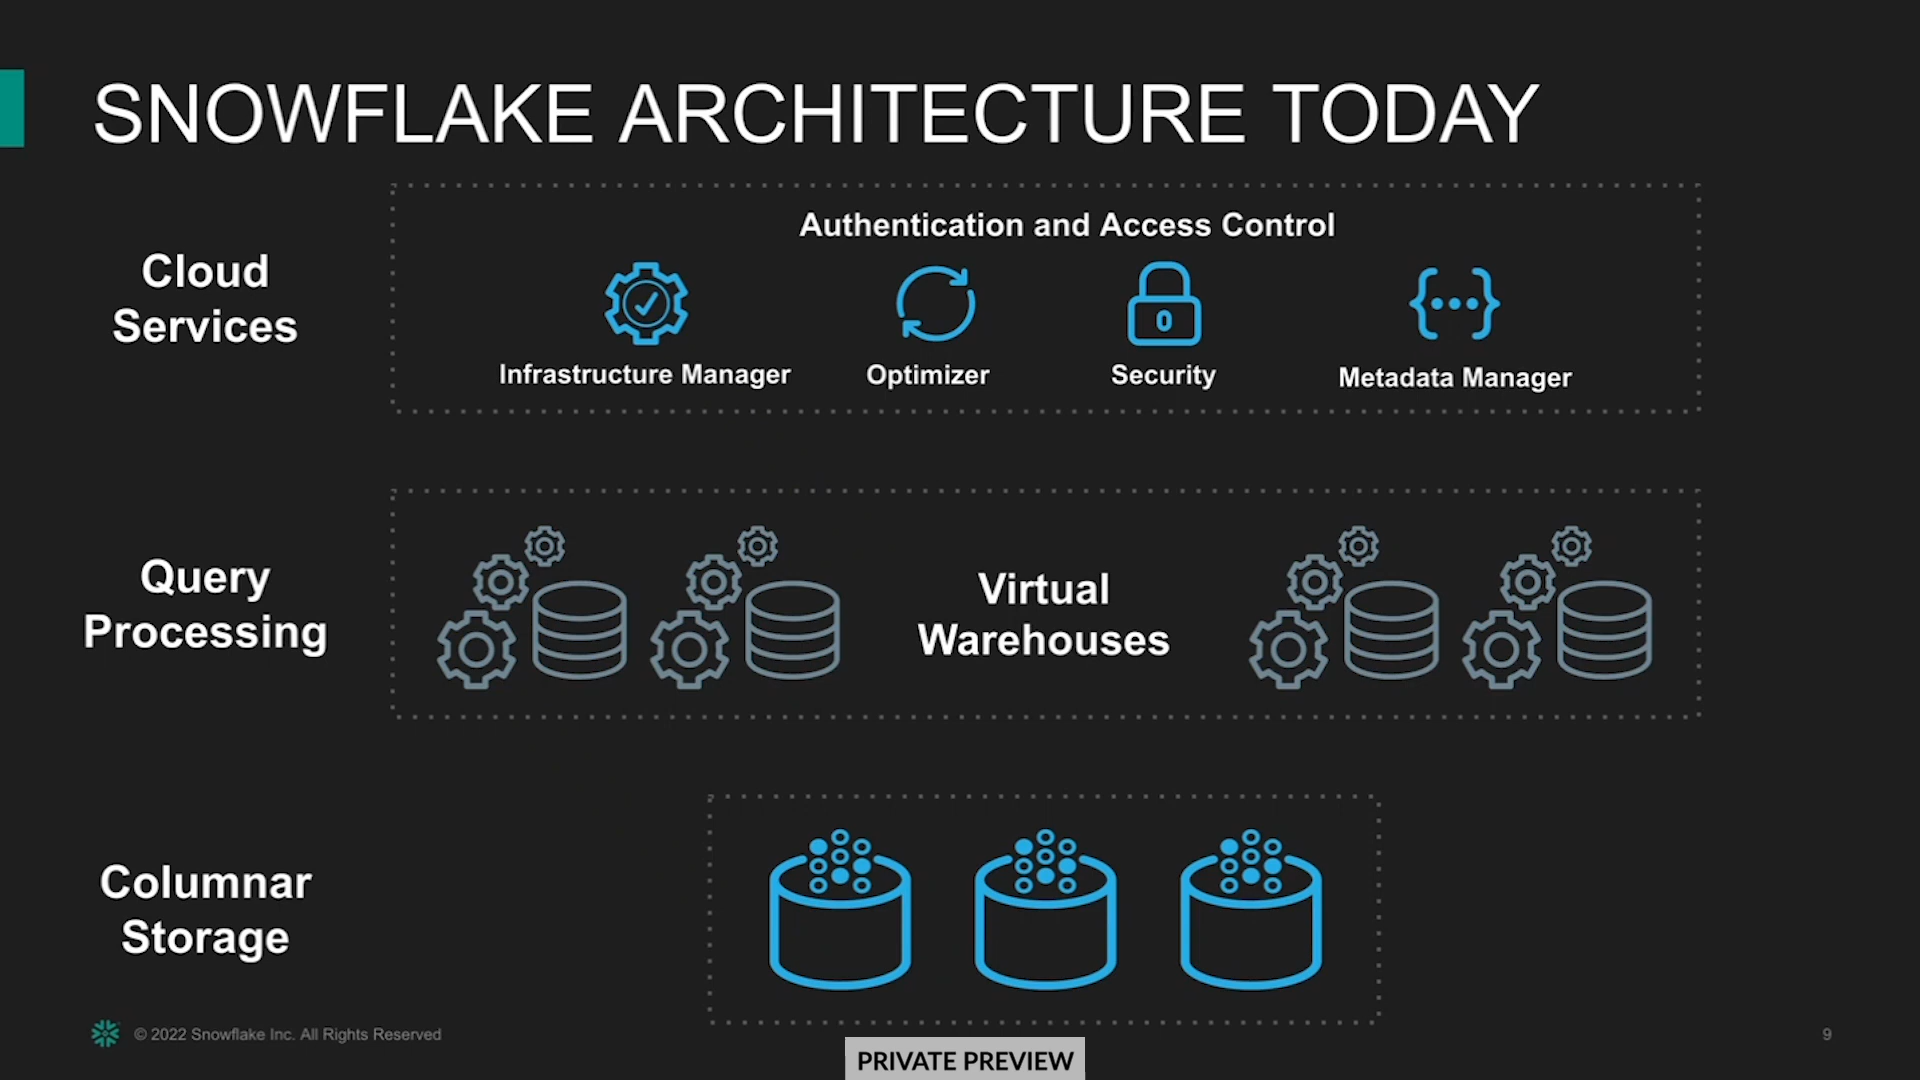 SNOWFLAKE ARCHITECTURE TODAY
Cloud
Services
Authentication and Access Control
Infrastructure Manager
Optimizer
Security
Metadata Manager
Query
Processing
Virtual
Warehouses
Columnar
Storage
© 2022 Snowflake Inc. All Rights Reserved
9
PRIVATE PREVIEW